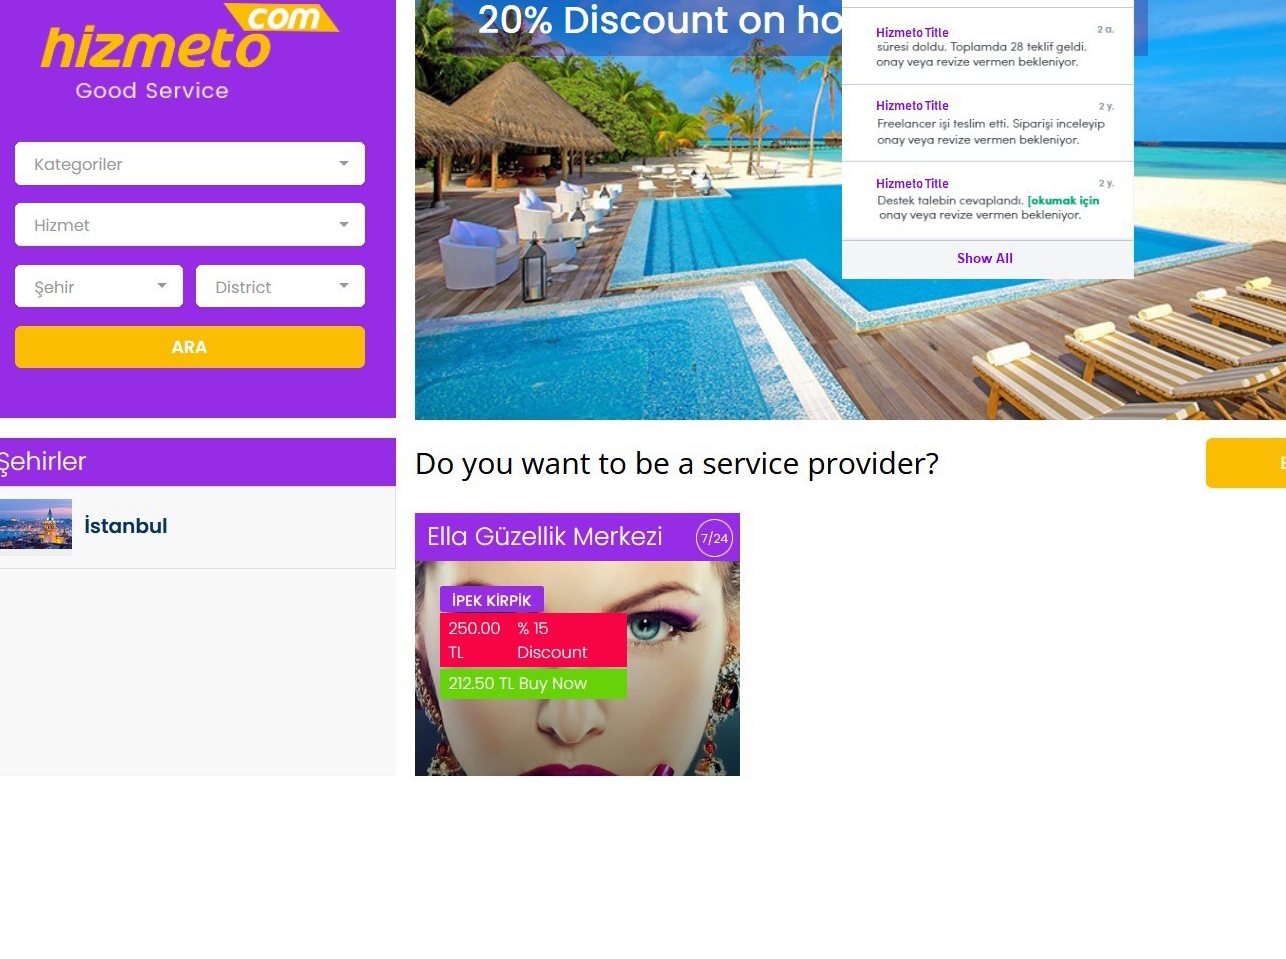 com
hizmeto
Good Service
Kategoriler
Hizmet
Şehir
District
ARA
20% Discount on ho
Hizmeto Title
2 a.
süresi doldu. Toplamda 28 teklif geldi.
onay veya revize vermen bekleniyor.
Hizmeto Title
2 y.
Freelancer işi teslim etti. Siparişi inceleyip
onay veya revize vermen bekleniyor.
Hizmeto Title
2 y.
Destek talebin cevaplandı. [okumak için
onay veya revize vermen bekleniyor.
Show All
Şehirler
İstanbul
Do you want to be a service provider?
Ella Güzellik Merkezi
7/24
İPEK KİRPİK
250.00 % 15
TL Discount
212.50 TL Buy Now